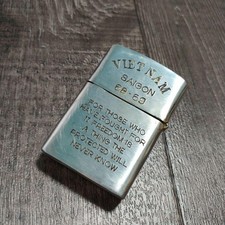 VIETNAM
SAIGON
68-69
FOR THOSE WHO
HAVE FOUGHT FOR
IT FREEDOM IS
A THING THE
PROTECTED WILL
NEVER KNOW